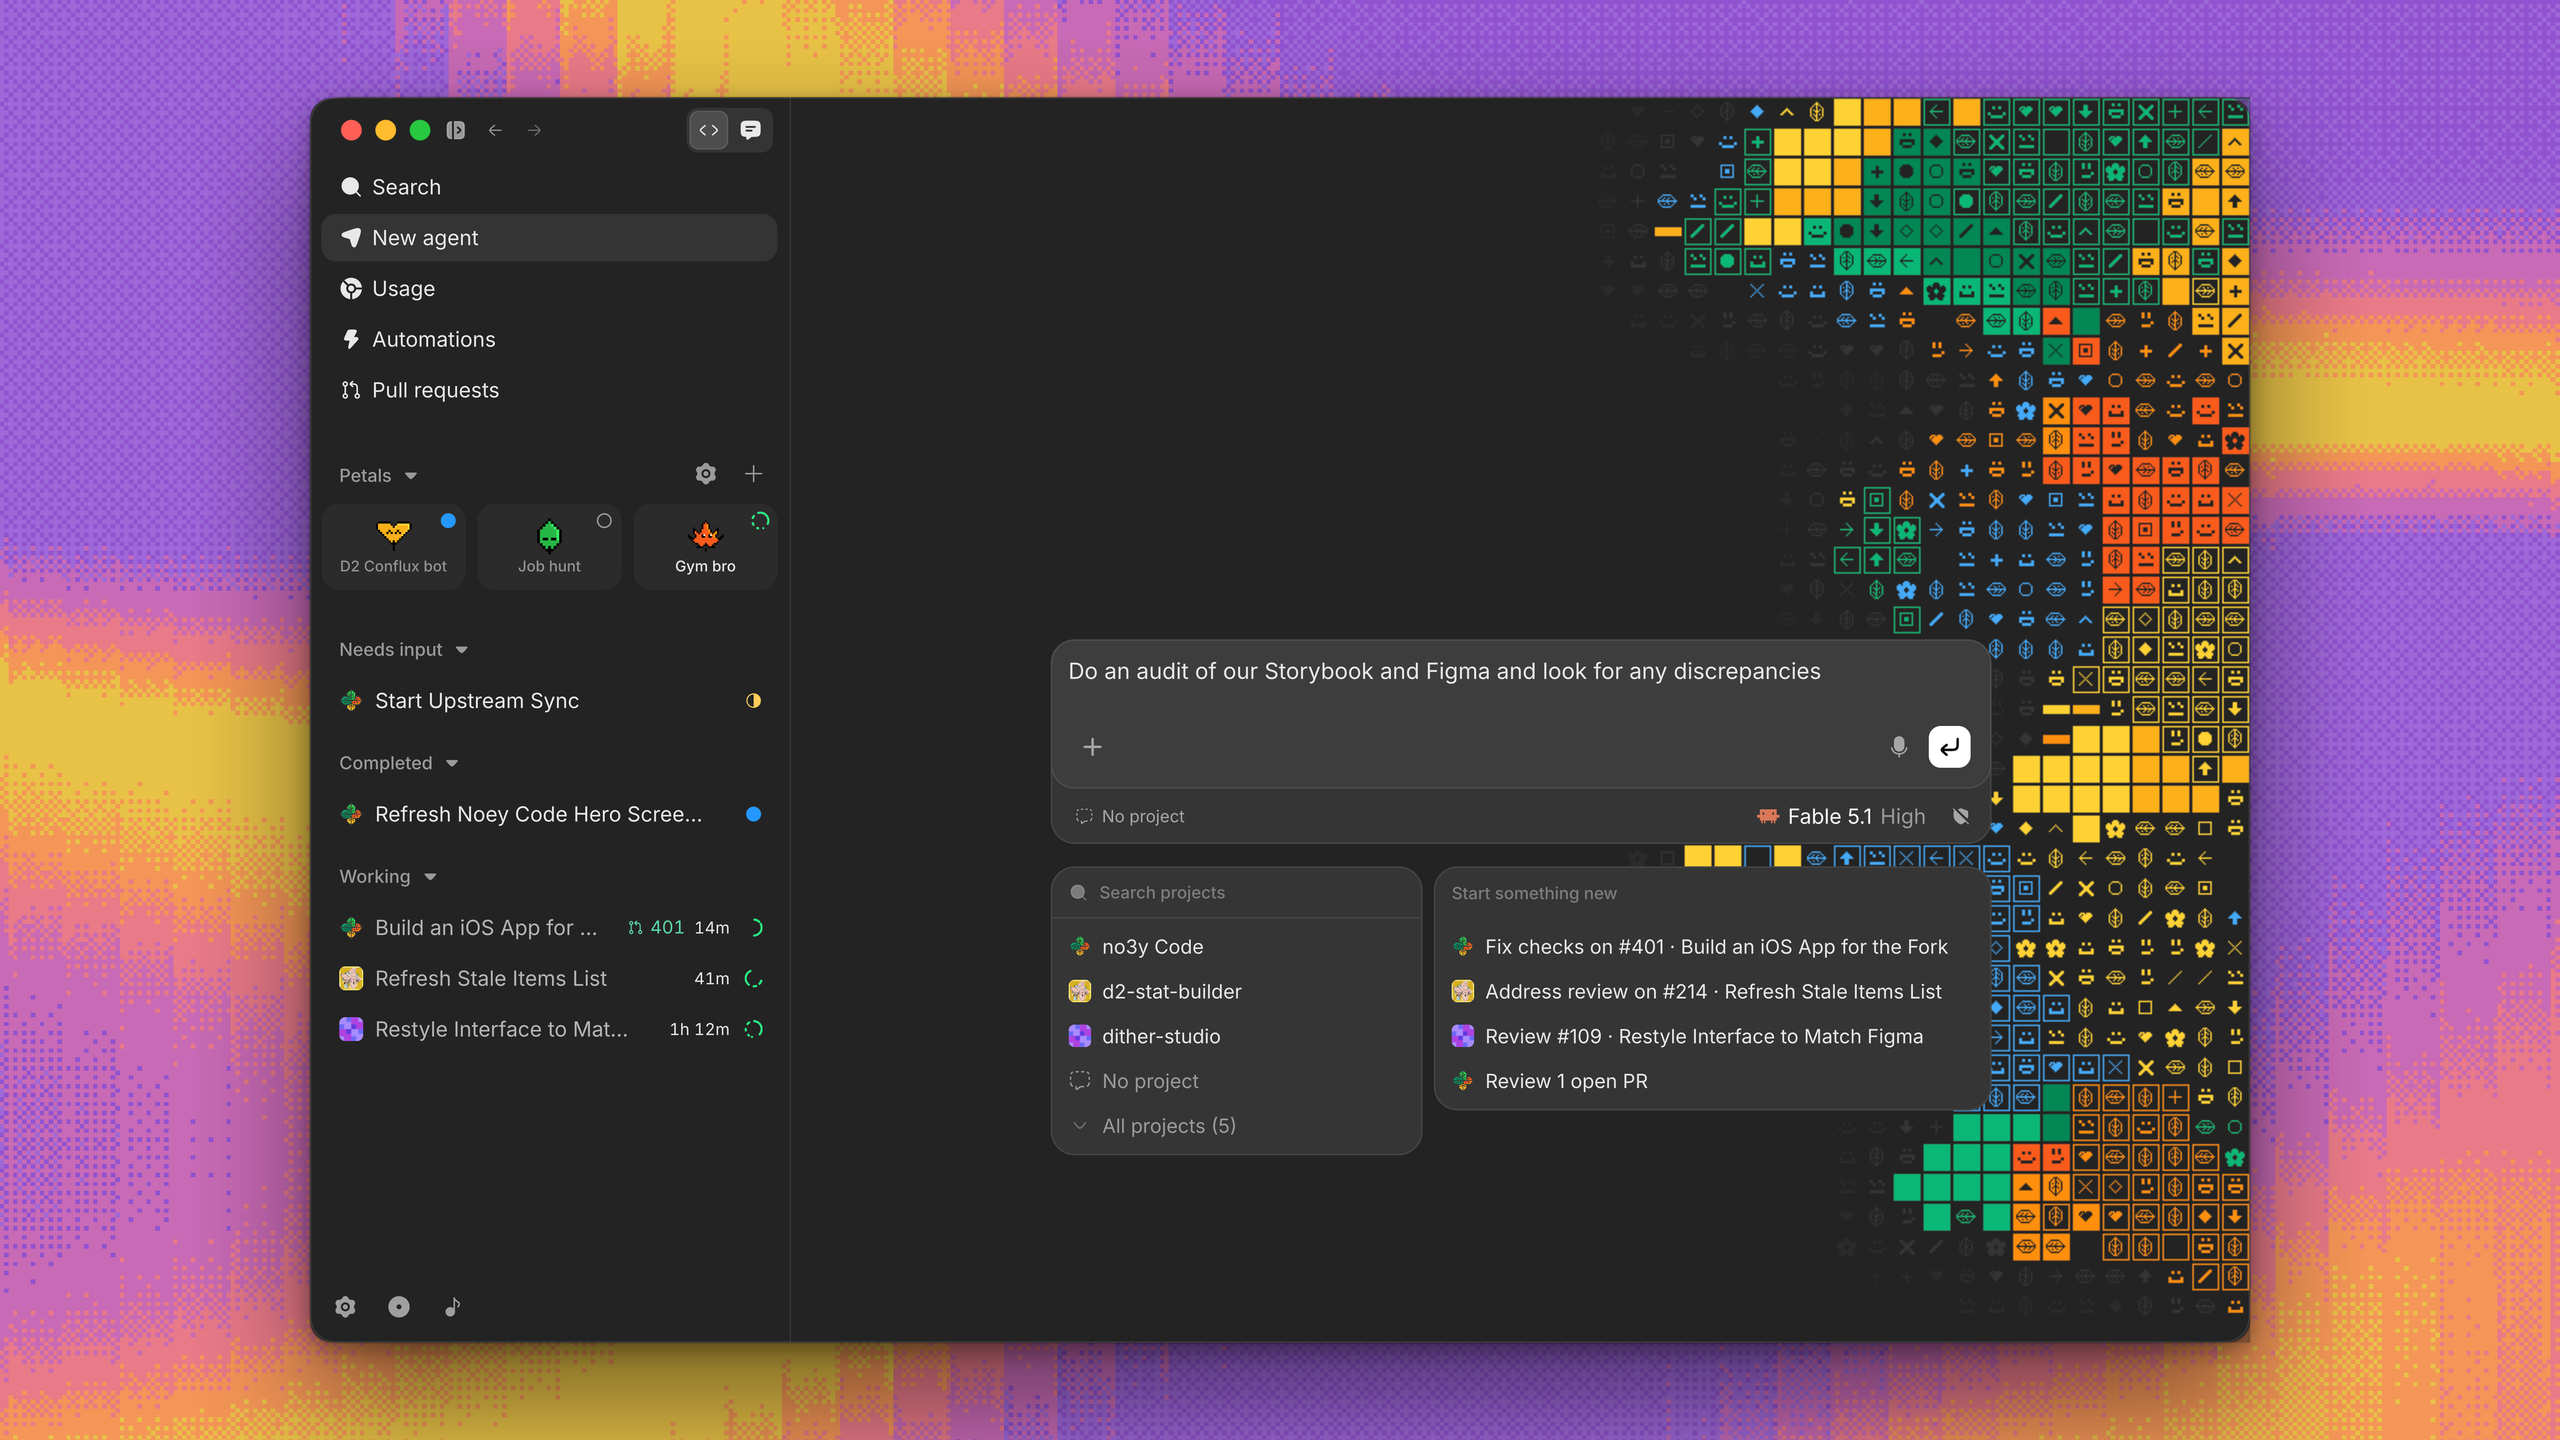 Search
New agent
Usage
Automations
Pull requests
Petals
D2 Conflux bot
Job hunt
Gym bro
Needs input
Start Upstream Sync
Completed
Refresh Noey Code Hero Scree...
Working
Build an iOS App for ... 401 14m
Refresh Stale Items List 41m
Restyle Interface to Mat... 1h 12m
Do an audit of our Storybook and Figma and look for any discrepancies
No project
Fable 5.1 High
Search projects
no3y Code
d2-stat-builder
dither-studio
No project
All projects (5)
Start something new
Fix checks on #401 · Build an iOS App for the Fork
Address review on #214 · Refresh Stale Items List
Review #109 · Restyle Interface to Match Figma
Review 1 open PR